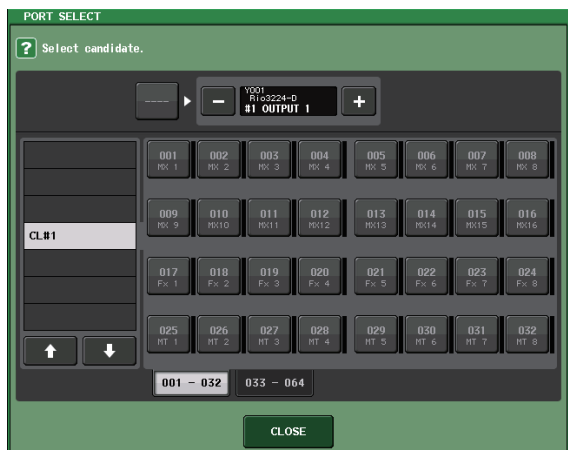 PORT SELECT
? Select candidate.
----
Y001
Rio3224-D
#1 OUTPUT 1
001 002 003 004 005 006 007 008
MX 1 MX 2 MX 3 MX 4 MX 5 MX 6 MX 7 MX 8
009 010 011 012 013 014 015 016
MX 9 MX10 MX11 MX12 MX13 MX14 MX15 MX16
CL#1
017 018 019 020 021 022 023 024
Fx 1 Fx 2 Fx 3 Fx 4 Fx 5 Fx 6 Fx 7 Fx 8
025 026 027 028 029 030 031 032
MT 1 MT 2 MT 3 MT 4 MT 5 MT 6 MT 7 MT 8
001 - 032 033 - 064
CLOSE